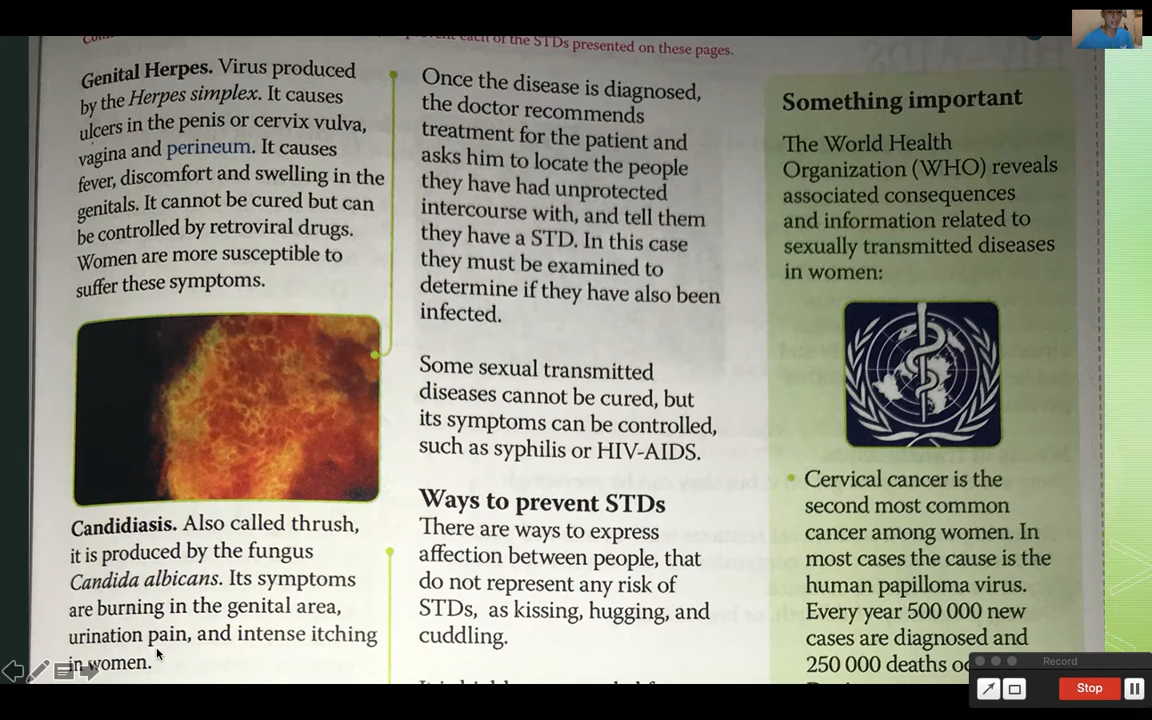 each of the STDs presented on these pages.
Genital Herpes. Virus produced
by the Herpes simplex. It causes
ulcers in the penis or cervix vulva,
vagina and perineum. It causes
fever, discomfort and swelling in the
genitals. It cannot be cured but can
be controlled by retroviral drugs.
Women are more susceptible to
suffer these symptoms.
Candidiasis. Also called thrush,
it is produced by the fungus
Candida albicans. Its symptoms
are burning in the genital area,
urination pain, and intense itching
in women.
Once the disease is diagnosed,
the doctor recommends
treatment for the patient and
asks him to locate the people
they have had unprotected
intercourse with, and tell them
they have a STD. In this case
they must be examined to
determine if they have also been
infected.
Some sexual transmitted
diseases cannot be cured, but
its symptoms can be controlled,
such as syphilis or HIV-AIDS.
Ways to prevent STDs
There are ways to express
affection between people, that
do not represent any risk of
STDs, as kissing, hugging, and
cuddling.
Something important
The World Health
Organization (WHO) reveals
associated consequences
and information related to
sexually transmitted diseases
in women:
Cervical cancer is the
second most common
cancer among women. In
most cases the cause is the
human papilloma virus.
Every year 500 000 new
cases are diagnosed and
250 000 deaths
Record
Stop